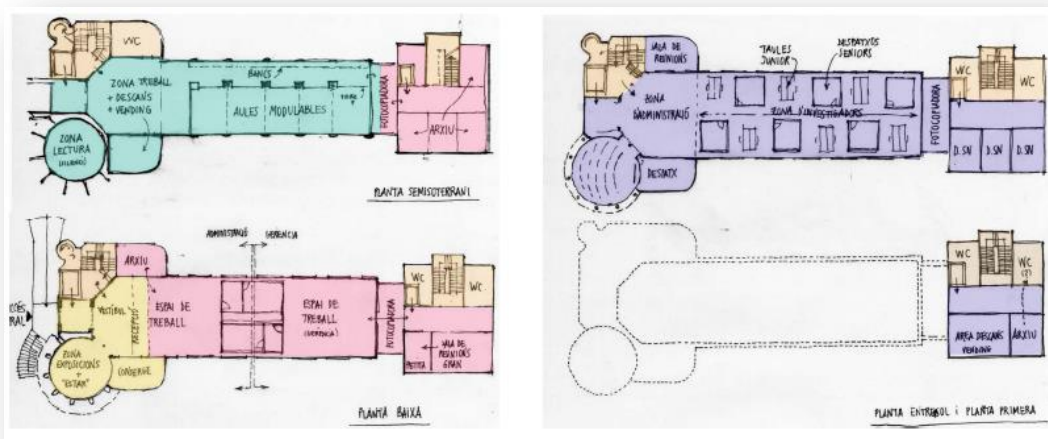 WC
ZONA TREBALL
+ DESCANS
+ VENDING
BANCS
AULES MODULABLES
FOTOCOPIADORA
ARXIU
ZONA
LECTURA
PLANTA SEMISOTERRANI
SALA DE
REUNIONS
TAULES
JUNIOR
DESPATXOS
SENIORS
ZONA
D'ADMINISTRACIÓ
ZONA D'INVESTIGADORS
FOTOCOPIADORA
WC
WC
D.SN
D.SN
D.SN
DESPATX
ADMINISTRACIÓ
GERENCIA
ARXIU
VESTÍBUL
RECEPCIÓ
ESPAI DE
TREBALL
ESPAI DE
TREBALL
(GERÈNCIA)
FOTOCOPIADORA
WC
WC
ZONA
EXPOSICIONS
+ "ESTAR"
CONSERGE
PETITA
SALA DE
REUNIONS
GRAN
PLANTA BAIXA
WC
WC
(?)
AREA DESCANS
VENDING
ARXIU
PLANTA ENTRESOL i PLANTA PRIMERA